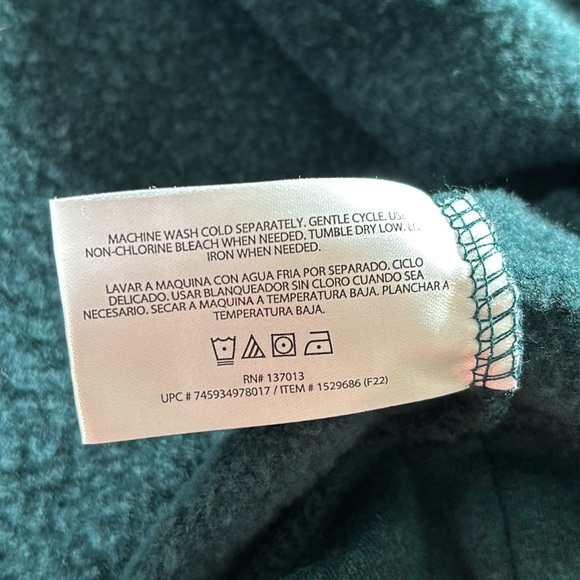 MACHINE WASH COLD SEPARATELY. GENTLE CYCLE.
NON-CHLORINE BLEACH WHEN NEEDED. TUMBLE DRY LOW.
IRON WHEN NEEDED.
LAVAR A MAQUINA CON AGUA FRIA POR SEPARADO. CICLO
DELICADO. USAR BLANQUEADOR SIN CLORO CUANDO SEA
NECESARIO. SECAR A MAQUINA A TEMPERATURA BAJA. PLANCHAR A
TEMPERATURA BAJA.
RN# 137013
UPC # 745934978017 / ITEM # 1529686 (F22)